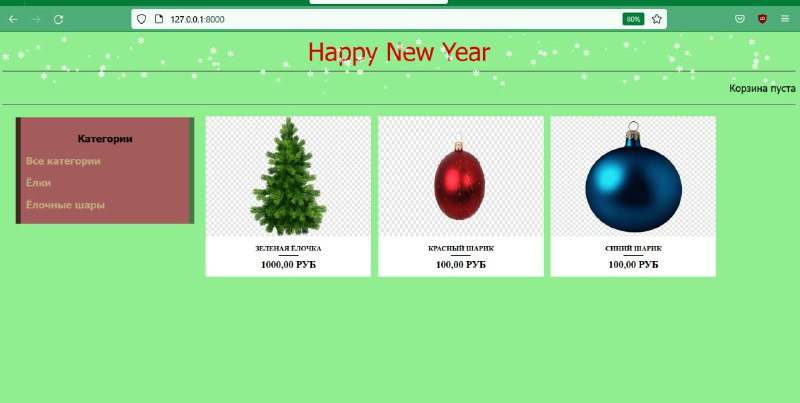 127.0.0.1:8000
80%
Happy New Year
Корзина пуста
Категории
Все категории
Ёлки
Ёлочные шары
ЗЕЛЕНАЯ ЁЛОЧКА
1000,00 РУБ
КРАСНЫЙ ШАРИК
100,00 РУБ
СИНИЙ ШАРИК
100,00 РУБ